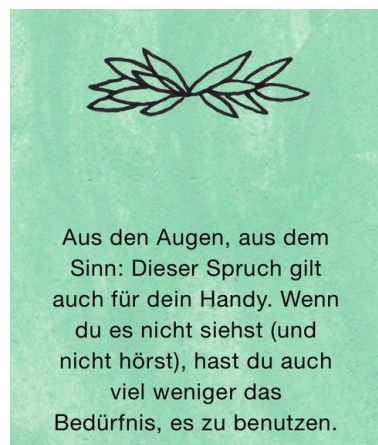 Aus den Augen, aus dem
Sinn: Dieser Spruch gilt
auch für dein Handy. Wenn
du es nicht siehst (und
nicht hörst), hast du auch
viel weniger das
Bedürfnis, es zu benutzen.